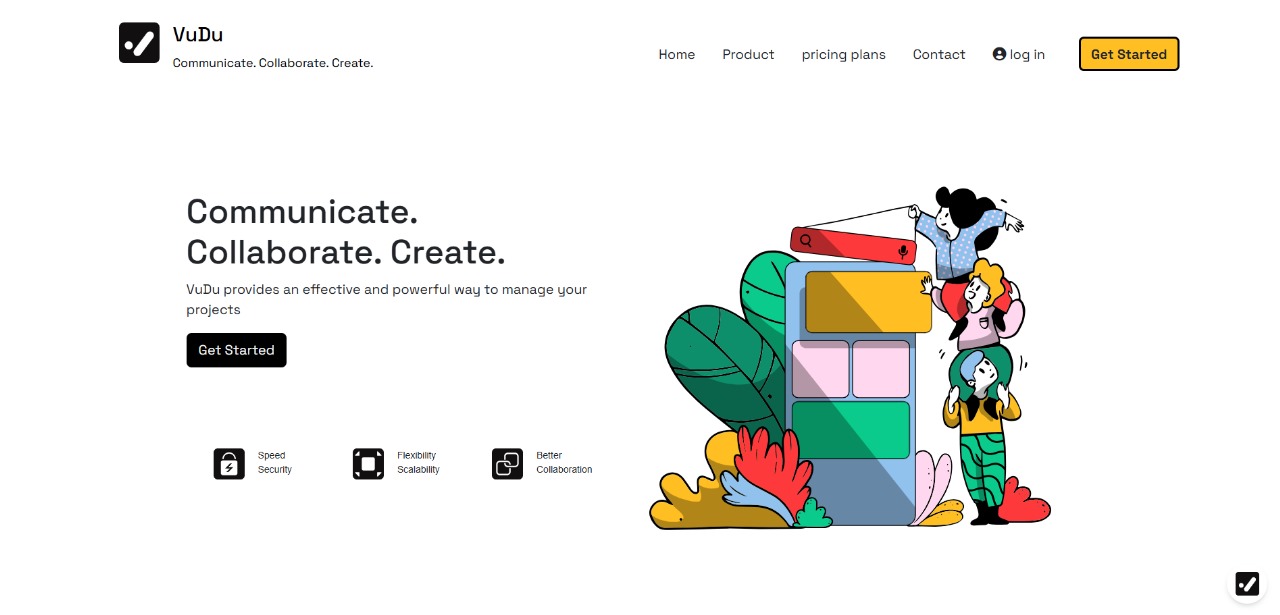 VuDu
Communicate. Collaborate. Create.
Home Product pricing plans Contact log in Get Started
Communicate.
Collaborate. Create.
VuDu provides an effective and powerful way to manage your
projects
Get Started
Speed
Security
Flexibility
Scalability
Better
Collaboration